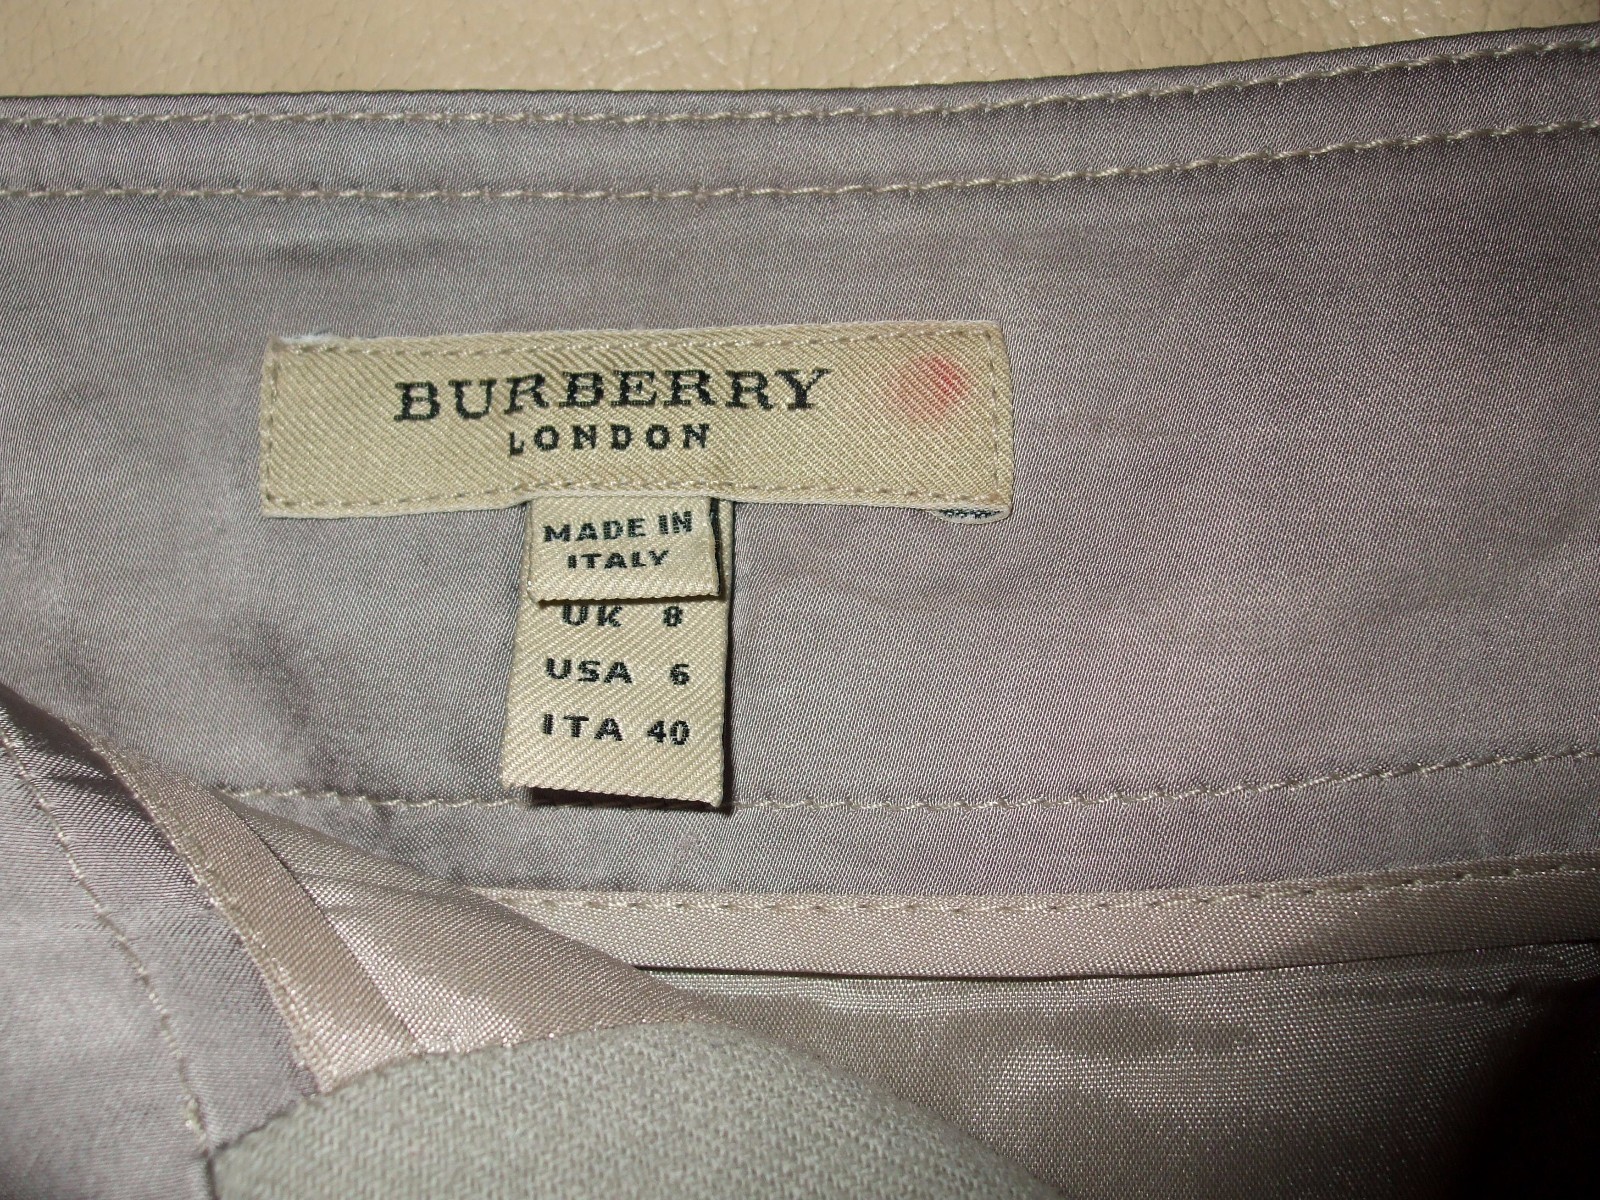 BURBERRY
LONDON
MADE IN
ITALY
UK 8
USA 6
ITA 40